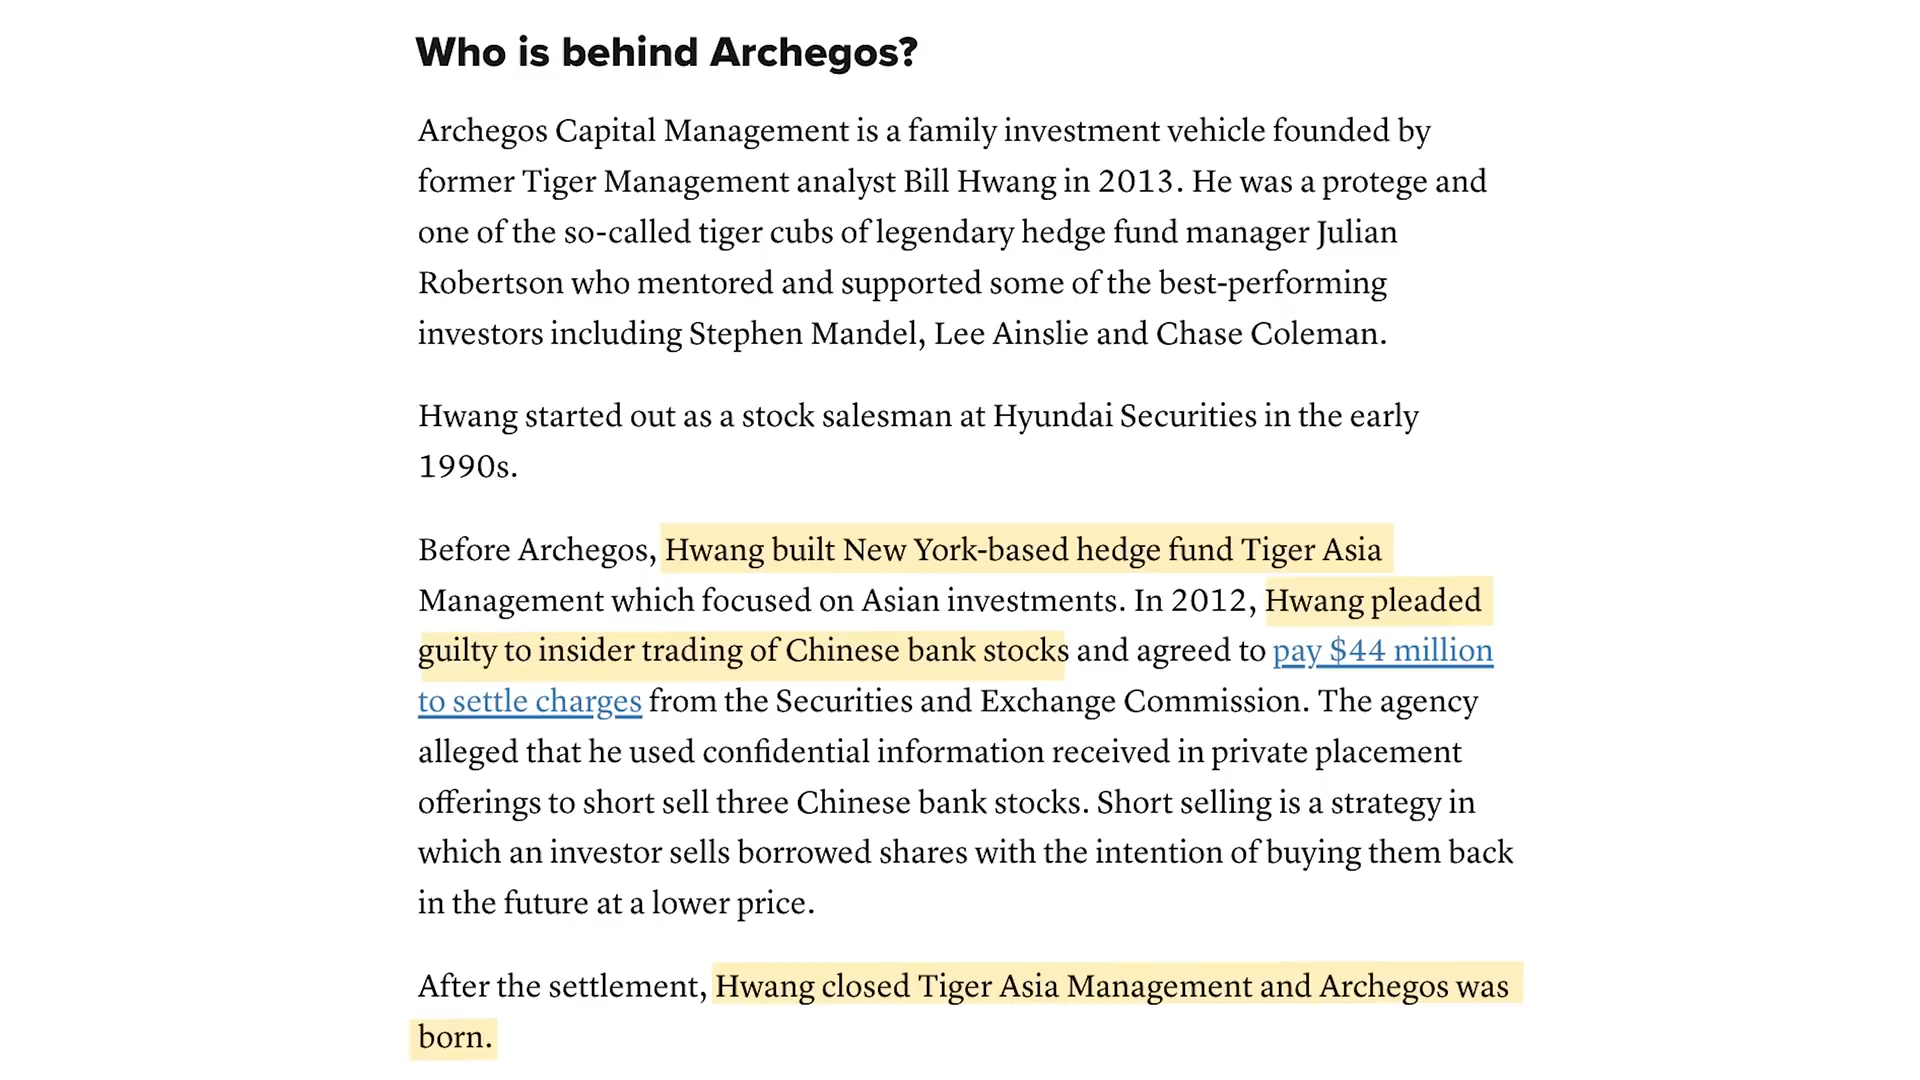 Who is behind Archegos?
Archegos Capital Management is a family investment vehicle founded by
former Tiger Management analyst Bill Hwang in 2013. He was a protege and
one of the so-called tiger cubs of legendary hedge fund manager Julian
Robertson who mentored and supported some of the best-performing
investors including Stephen Mandel, Lee Ainslie and Chase Coleman.
Hwang started out as a stock salesman at Hyundai Securities in the early
1990s.
Before Archegos, Hwang built New York-based hedge fund Tiger Asia
Management which focused on Asian investments. In 2012, Hwang pleaded
guilty to insider trading of Chinese bank stocks and agreed to pay $44 million
to settle charges from the Securities and Exchange Commission. The agency
alleged that he used confidential information received in private placement
offerings to short sell three Chinese bank stocks. Short selling is a strategy in
which an investor sells borrowed shares with the intention of buying them back
in the future at a lower price.
After the settlement, Hwang closed Tiger Asia Management and Archegos was
born.